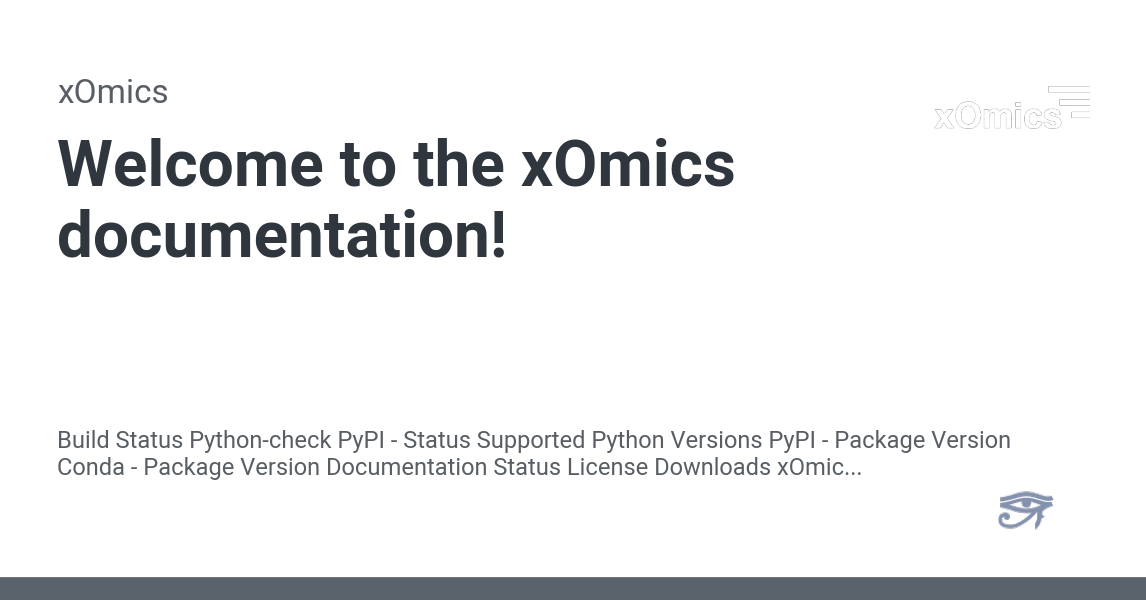 xOmics
xOmics
Welcome to the xOmics
documentation!
Build Status Python-check PyPI - Status Supported Python Versions PyPI - Package Version
Conda - Package Version Documentation Status License Downloads xOmic...